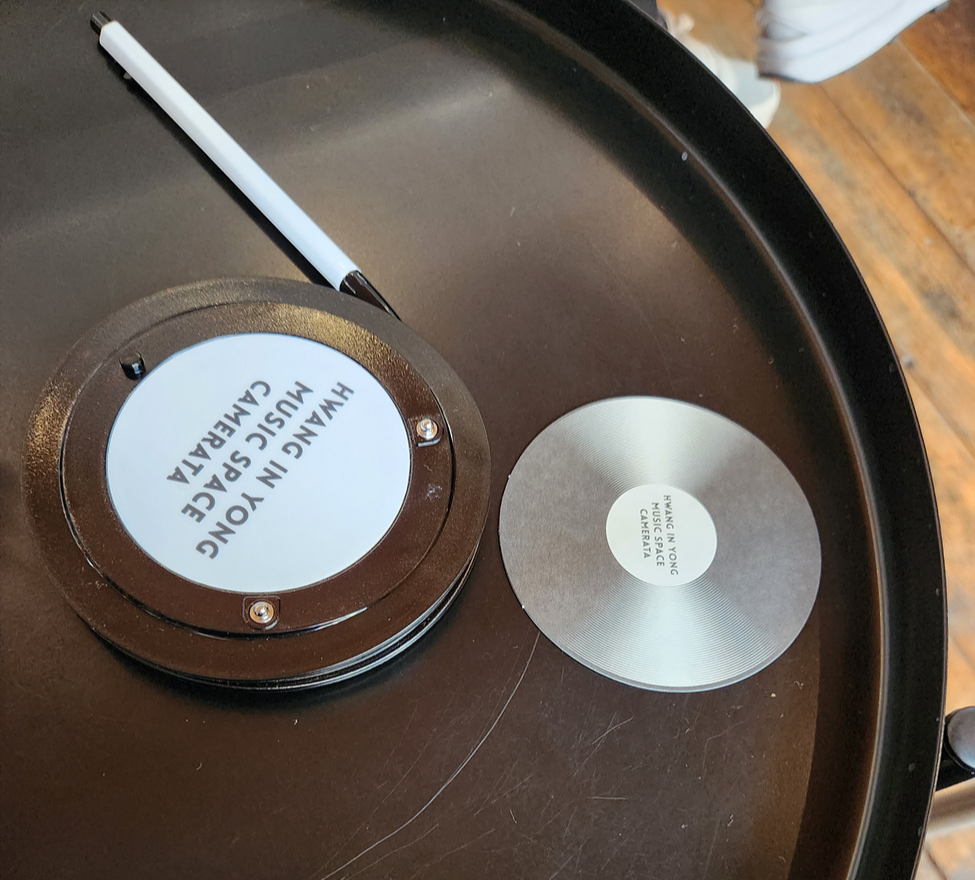 HWANG IN YONG
MUSIC SPACE
CAMERATA
HWANG IN YONG
MUSIC SPACE
CAMERATA